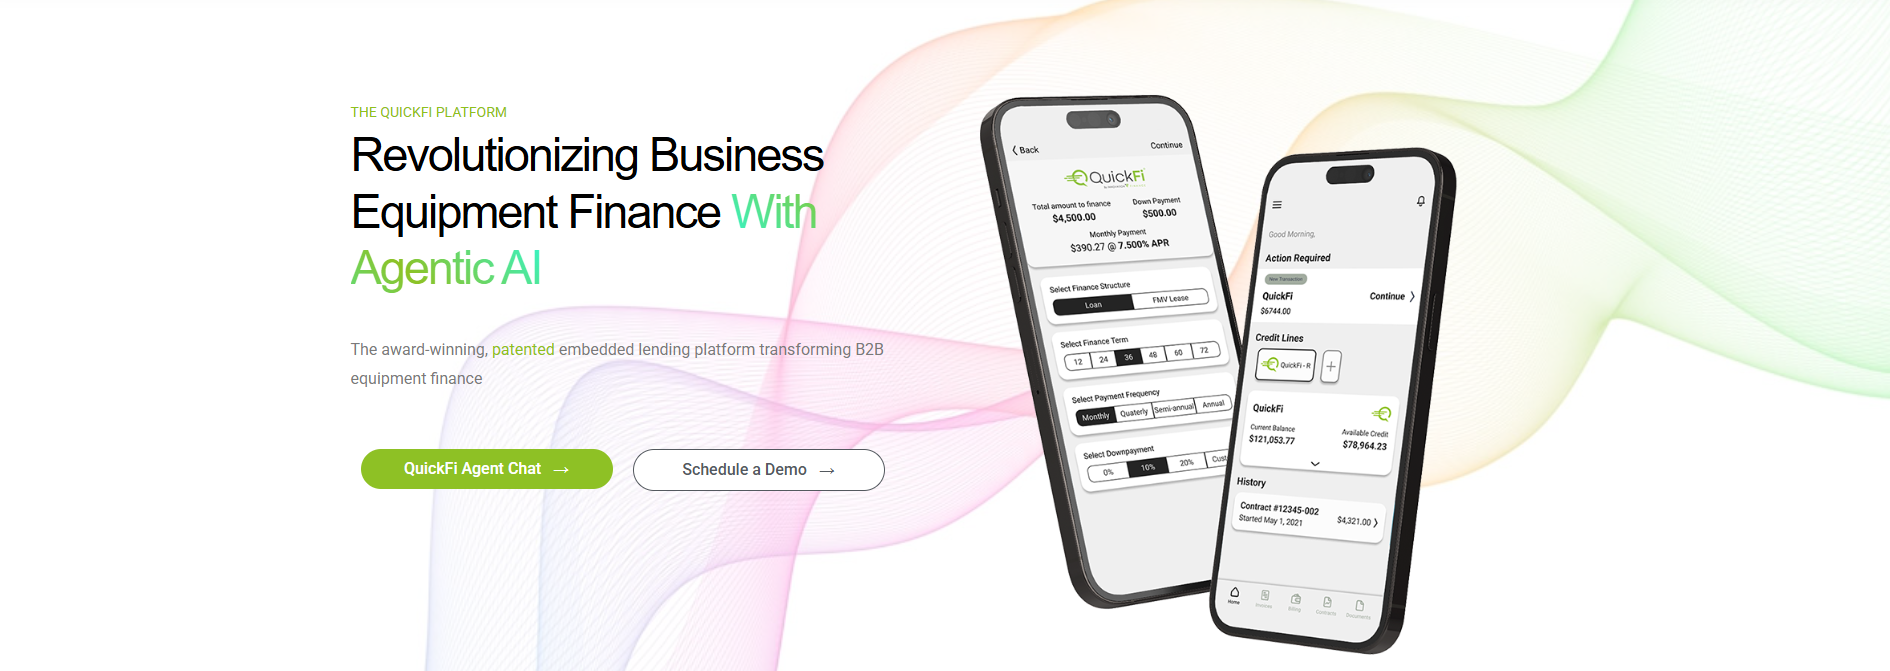 THE QUICKFI PLATFORM
Revolutionizing Business
Equipment Finance With
Agentic AI
The award-winning, patented embedded lending platform transforming B2B
equipment finance
QuickFi Agent Chat →
Schedule a Demo →
Back Continue
QuickFi
Total amount to finance Down Payment
$4,500.00 $500.00
Monthly Payment
$390.27 @ 7.500% APR
Select Finance Structure
Loan FMV Lease
Select Finance Term
12 24 36 48 60 72
Select Payment Frequency
Monthly Quaterly Semi-annual Annual
Select Downpayment
0% 10% 20% Cust
Good Morning,
Action Required
New Transaction
QuickFi Continue
$6744.00
Credit Lines
QuickFi - R +
QuickFi
Current Balance Available Credit
$121,053.77 $78,964.23
History
Contract #12345-002
Started May 1, 2021 $4,321.00
Home Invoices Billing Contracts Documents